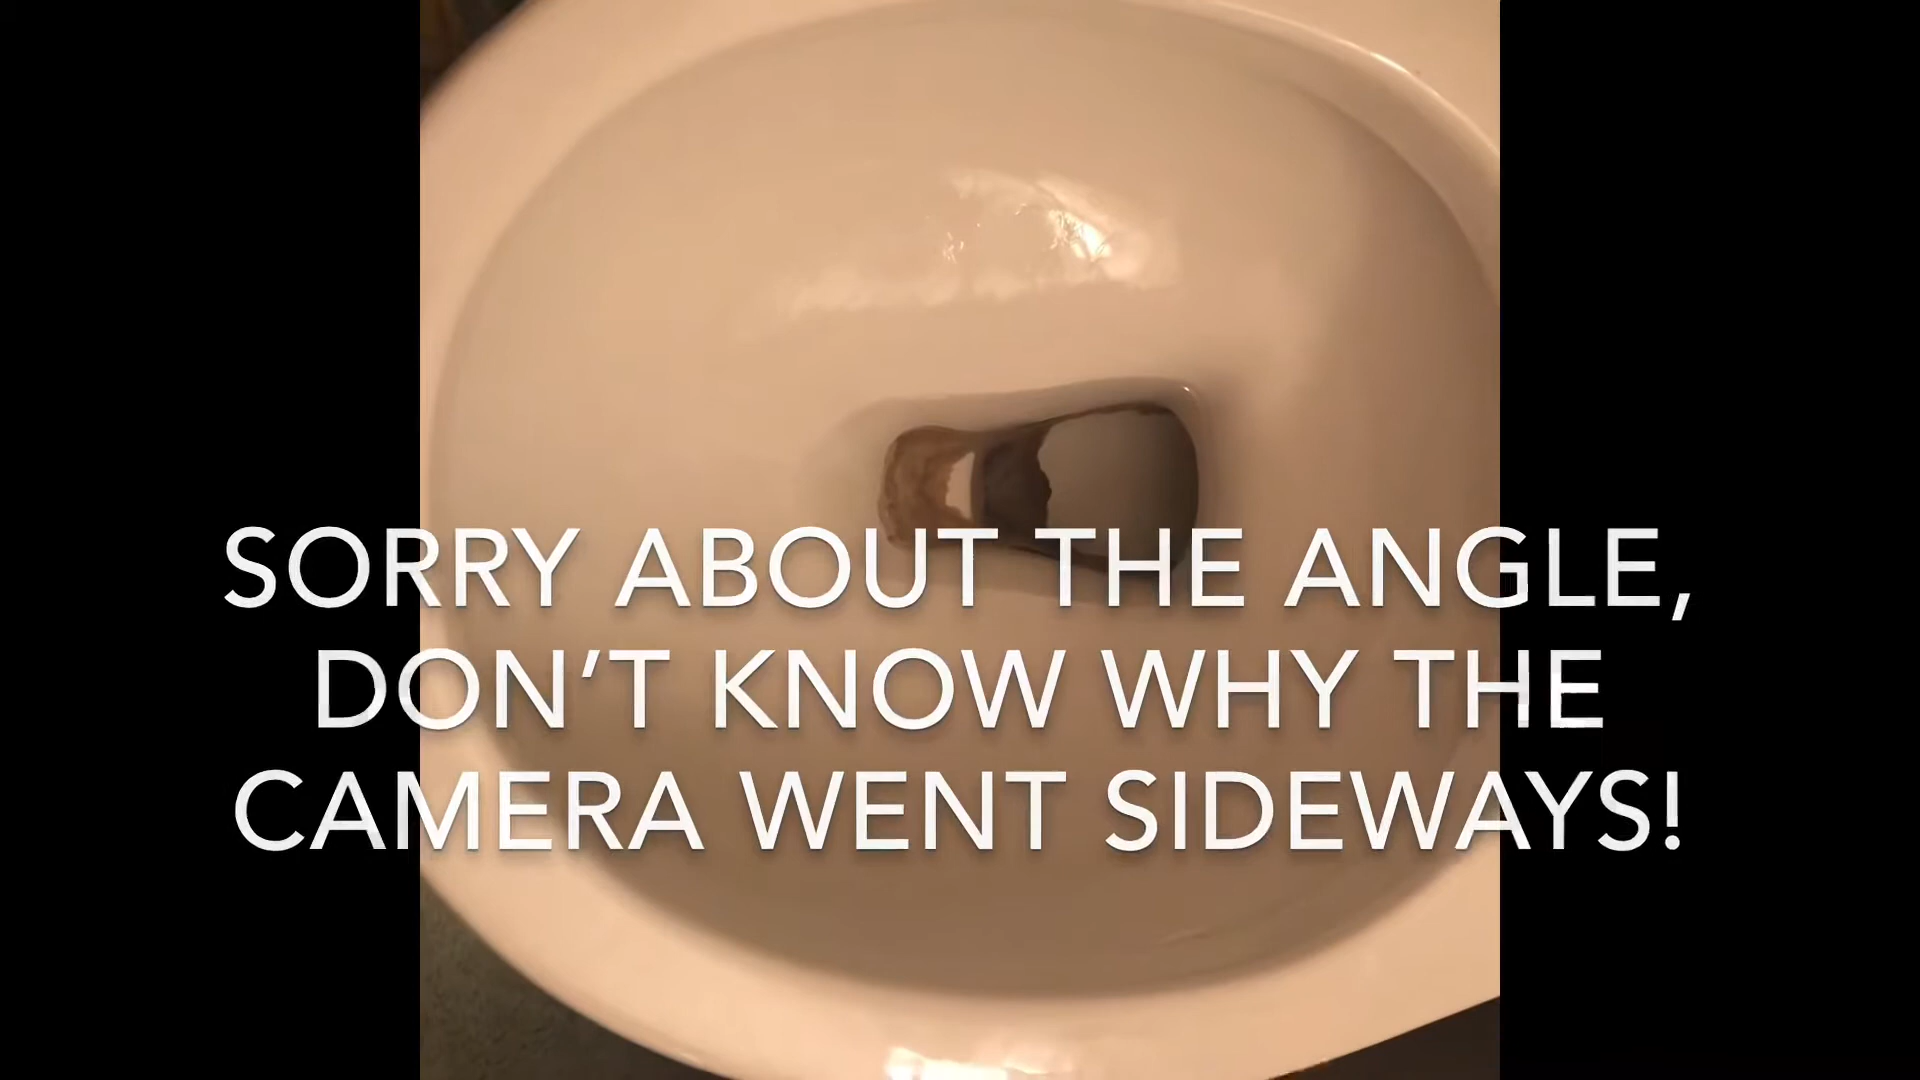 SORRY ABOUT THE ANGLE,
DON’T KNOW WHY THE
CAMERA WENT SIDEWAYS!